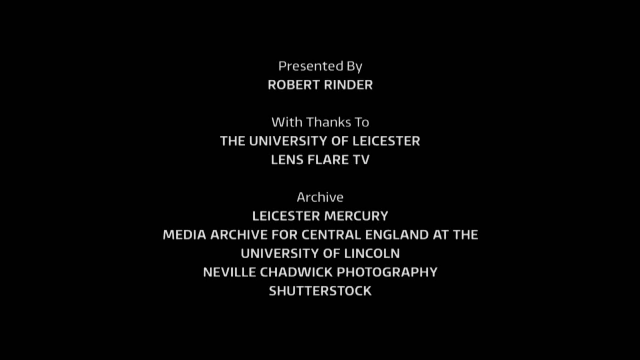 Presented By
ROBERT RINDER
With Thanks To
THE UNIVERSITY OF LEICESTER
LENS FLARE TV
Archive
LEICESTER MERCURY
MEDIA ARCHIVE FOR CENTRAL ENGLAND AT THE
UNIVERSITY OF LINCOLN
NEVILLE CHADWICK PHOTOGRAPHY
SHUTTERSTOCK